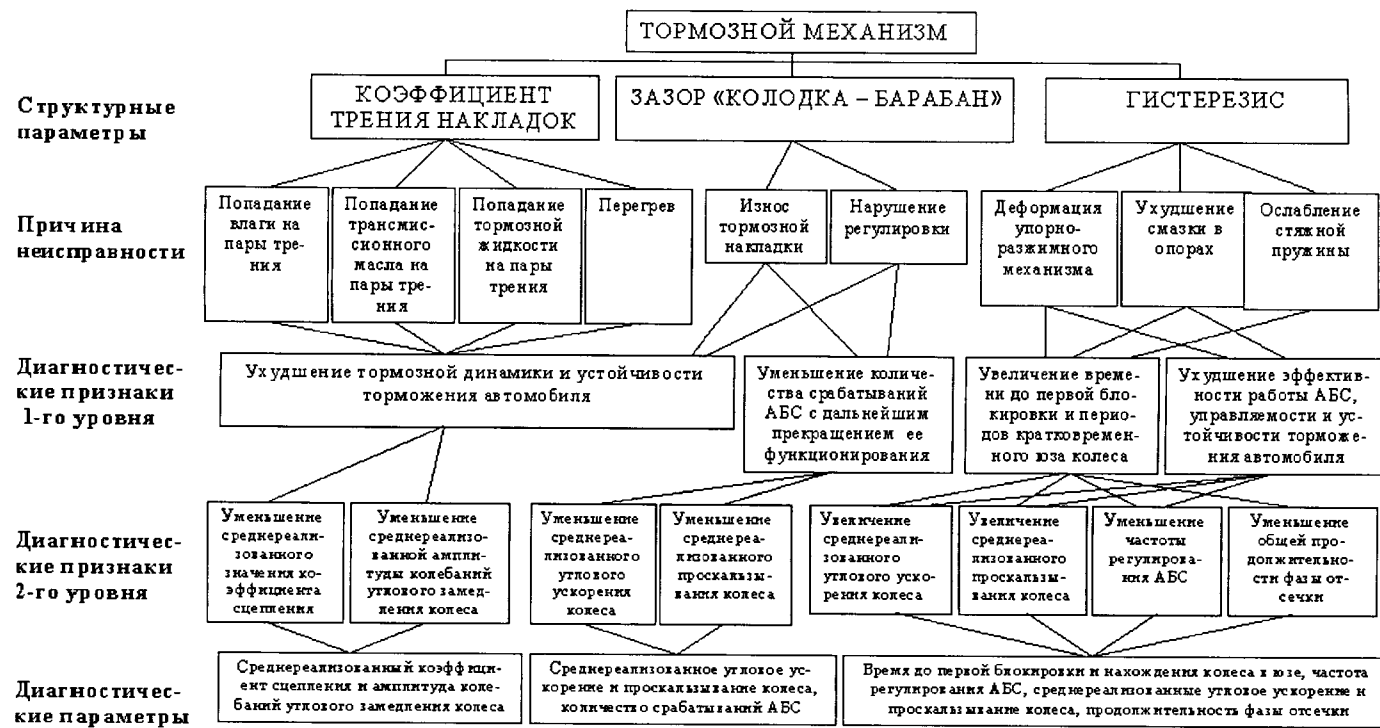 ТОРМОЗНОЙ МЕХАНИЗМ
Структурные
параметры
КОЭФФИЦИЕНТ
ТРЕНИЯ НАКЛАДОК
ЗАЗОР «КОЛОДКА – БАРАБАН»
ГИСТЕРЕЗИС
Причина
неисправности
Попадание
влаги на
пары тре-
ния
Попадание
трансмис-
сионного
масла на
пары тре-
ния
Попадание
тормозной
жидкости
на пары
трения
Перегрев
Износ
тормозной
накладки
Нарушение
регулировки
Деформация
упорно-
разжимного
механизма
Ухудшение
смазки в
опорах
Ослабление
стяжной
пружины
Диагностичес-
кие признаки
1-го уровня
Ухудшение тормозной динамики и устойчивости
торможения автомобиля
Уменьшение количе-
ства срабатываний
АБС с дальнейшим
прекращением ее
функционирования
Увеличение време-
ни до первой бло-
кировки и перио-
дов кратковремен-
ного юза колеса
Ухудшение эффектив-
ности работы АБС,
управляемости и ус-
тойчивости торможе-
ния автомобиля
Диагностичес-
кие признаки
2-го уровня
Уменьшение
среднереали-
зованного
значения ко-
эффициента
сцепления
Уменьшение
среднереализо-
ванной ампли-
туды колебаний
углового замед-
ления колеса
Уменьшение
среднереа-
лизованного
углового
ускорения
колеса
Уменьшение
среднереа-
лизованного
проскальзы-
вания колеса
Увеличение
среднереали-
зованного
углового уско-
рения колеса
Увеличение
среднереа-
лизованного
проскальзы-
вания колеса
Уменьшение
частоты
регулирова-
ния АБС
Уменьшение
общей про-
должитель-
ности фазы от-
сечки
Диагностичес-
кие параметры
Среднереализованный коэффици-
ент сцепления и амплитуда коле-
баний углового замедления колеса
Среднереализованное угловое ус-
корение и проскальзывание колеса,
количество срабатываний АБС
Время до первой блокировки и нахождения колеса в юзе, частота
регулирования АБС, среднереализованные угловое ускорение и
проскальзывание колеса, продолжительность фазы отсечки